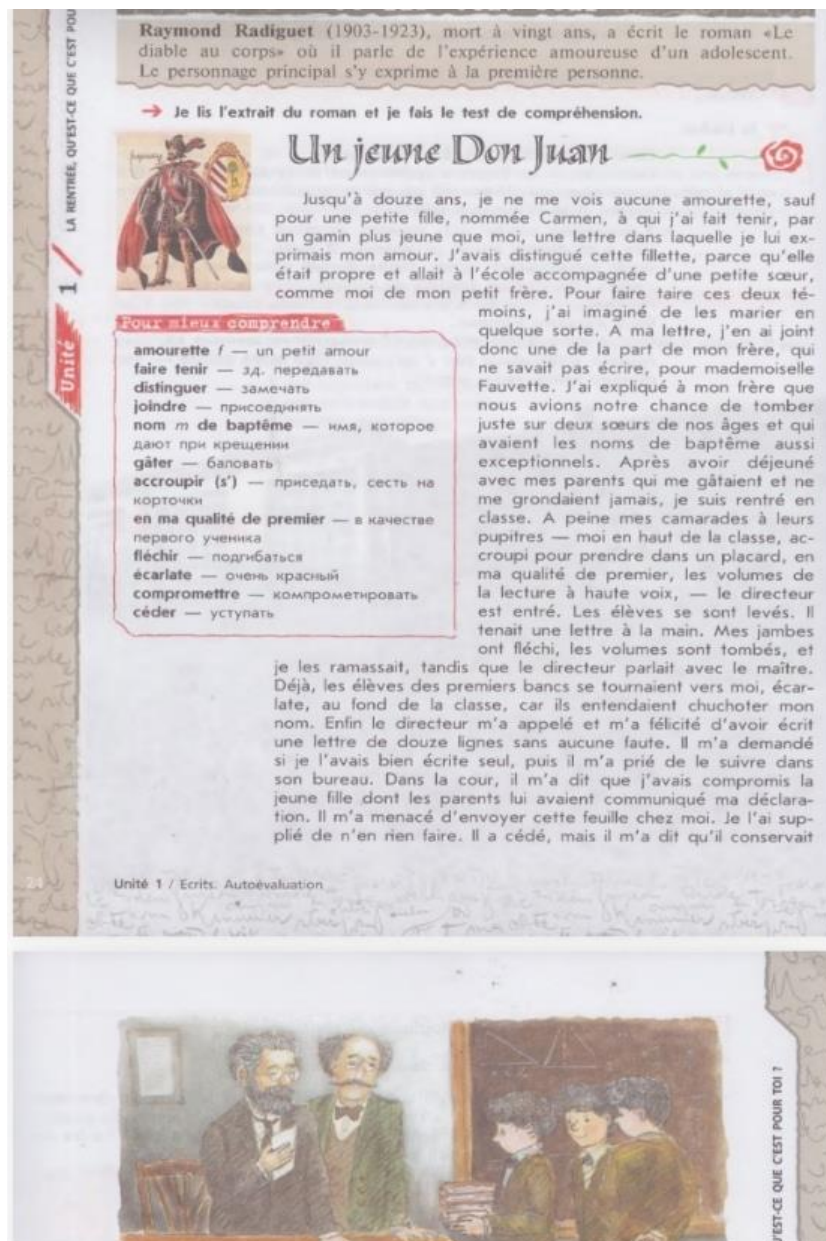 Raymond Radiguet (1903-1923), mort à vingt ans, a écrit le roman «Le
diable au corps» où il parle de l'expérience amoureuse d'un adolescent.
Le personnage principal s'y exprime à la première personne.
→ Je lis l'extrait du roman et je fais le test de compréhension.
Un jeune Don Juan
Jusqu'à douze ans, je ne me vois aucune amourette, sauf
pour une petite fille, nommée Carmen, à qui j'ai fait tenir, par
un gamin plus jeune que moi, une lettre dans laquelle je lui ex-
primais mon amour. J'avais distingué cette fillette, parce qu'elle
était propre et allait à l'école accompagnée d'une petite sœur,
comme moi de mon petit frère. Pour faire taire ces deux té-
moins, j'ai imaginé de les marier en
quelque sorte. A ma lettre, j'en ai joint
donc une de la part de mon frère, qui
ne savait pas écrire, pour mademoiselle
Fauvette. J'ai expliqué à mon frère que
nous avions notre chance de tomber
juste sur deux sœurs de nos âges et qui
avaient les noms de baptême aussi
exceptionnels. Après avoir déjeuné
avec mes parents qui me gâtaient et ne
me grondaient jamais, je suis rentré en
classe. A peine mes camarades à leurs
pupitres — moi en haut de la classe, ac-
croupi pour prendre dans un placard, en
ma qualité de premier, les volumes de
la lecture à haute voix, — le directeur
est entré. Les élèves se sont levés. Il
tenait une lettre à la main. Mes jambes
ont fléchi, les volumes sont tombés, et
je les ramassait, tandis que le directeur parlait avec le maître.
Déjà, les élèves des premiers bancs se tournaient vers moi, écar-
late, au fond de la classe, car ils entendaient chuchoter mon
nom. Enfin le directeur m'a appelé et m'a félicité d'avoir écrit
une lettre de douze lignes sans aucune faute. Il m'a demandé
si je l'avais bien écrite seul, puis il m'a prié de le suivre dans
son bureau. Dans la cour, il m'a dit que j'avais compromis la
jeune fille dont les parents lui avaient communiqué ma déclara-
tion. Il m'a menacé d'envoyer cette feuille chez moi. Je l'ai sup-
plié de n'en rien faire. Il a cédé, mais il m'a dit qu'il conservait
Pour mieux comprendre
amourette f — un petit amour
faire tenir — зд. передавать
distinguer — замечать
joindre — присоединять
nom m de baptême — имя, которое
дают при крещении
gâter — баловать
accroupir (s') — приседать, сесть на
корточки
en ma qualité de premier — в качестве
первого ученика
fléchir — подгибаться
écarlate — очень красный
compromettre — компрометировать
céder — уступать
Unité 1 / Ecrits: Autoévaluation
Unité 1 / LA RENTRÉE, QU'EST-CE QUE C'EST POU
'EST-CE QUE C'EST POUR TOI ?